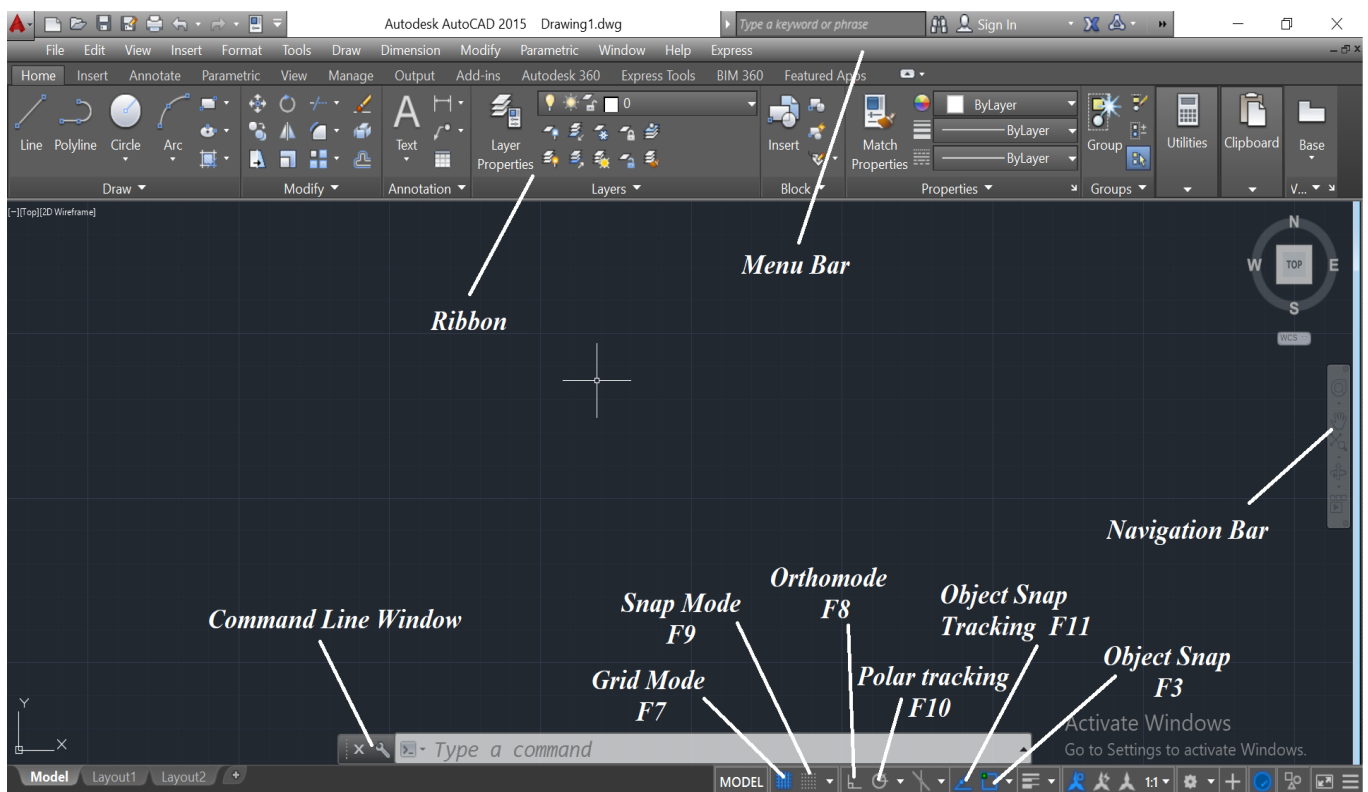 Autodesk AutoCAD 2015 Drawing1.dwg
Type a keyword or phrase
Sign In
File Edit View Insert Format Tools Draw Dimension Modify Parametric Window Help Express
Home Insert Annotate Parametric View Manage Output Add-ins Autodesk 360 Express Tools BIM 360 Featured Apps
0
ByLayer
ByLayer
ByLayer
Line Polyline Circle Arc
Text
Layer
Properties
Insert
Match
Properties
Group
Utilities
Clipboard
Base
Draw
Modify
Annotation
Layers
Block
Properties
Groups
V...
[−][Top][2D Wireframe]
N
W
TOP
E
S
WCS
Menu Bar
Ribbon
Navigation Bar
Command Line Window
Snap Mode
F9
Orthomode
F8
Object Snap
Tracking F11
Object Snap
F3
Grid Mode
F7
Polar tracking
F10
Activate Windows
Go to Settings to activate Windows.
Y
X
Type a command
Model Layout1 Layout2 +
MODEL
1:1